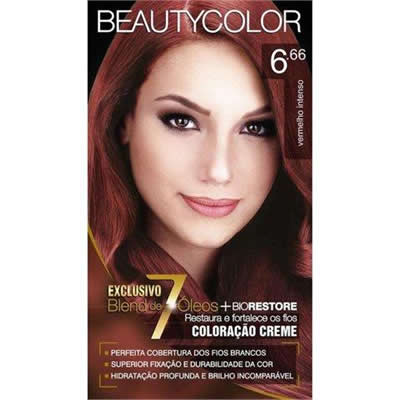 BEAUTYCOLOR
6.66
vermelho intenso
EXCLUSIVO
Blend de 7 Óleos + BIORESTORE
Restaura e fortalece os fios
COLORAÇÃO CREME
PERFEITA COBERTURA DOS FIOS BRANCOS
SUPERIOR FIXAÇÃO E DURABILIDADE DA COR
HIDRATAÇÃO PROFUNDA E BRILHO INCOMPARÁVEL